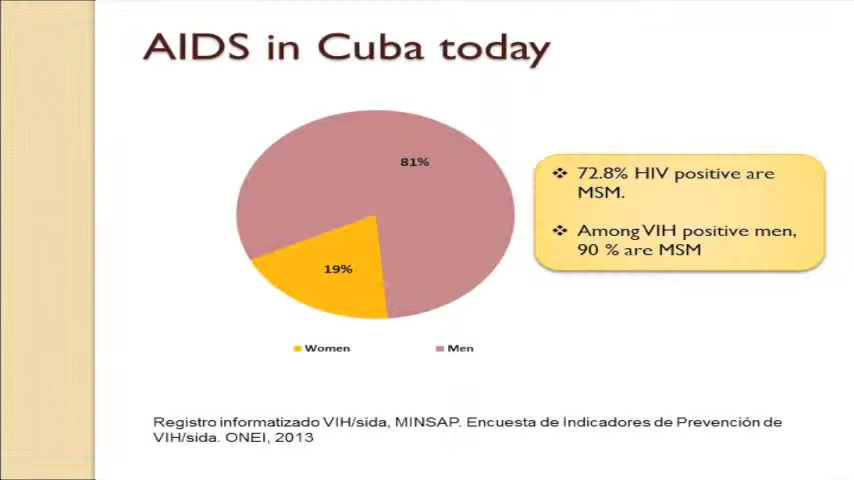 AIDS in Cuba today
81%
19%
Women
Men
❖ 72.8% HIV positive are
MSM.
❖ Among VIH positive men,
90 % are MSM
Registro informatizado VIH/sida, MINSAP. Encuesta de Indicadores de Prevención de
VIH/sida. ONEI, 2013